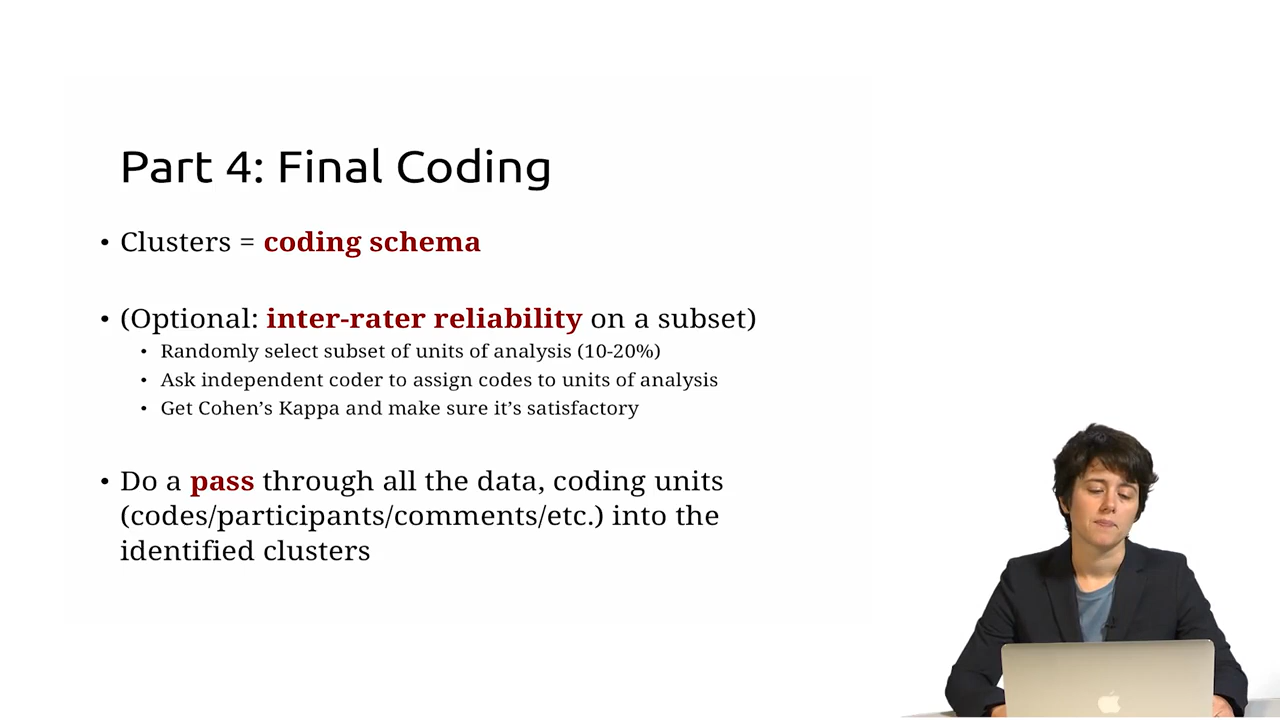 Part 4: Final Coding
• Clusters = coding schema
• (Optional: inter-rater reliability on a subset)
• Randomly select subset of units of analysis (10-20%)
• Ask independent coder to assign codes to units of analysis
• Get Cohen’s Kappa and make sure it’s satisfactory
• Do a pass through all the data, coding units
(codes/participants/comments/etc.) into the
identified clusters